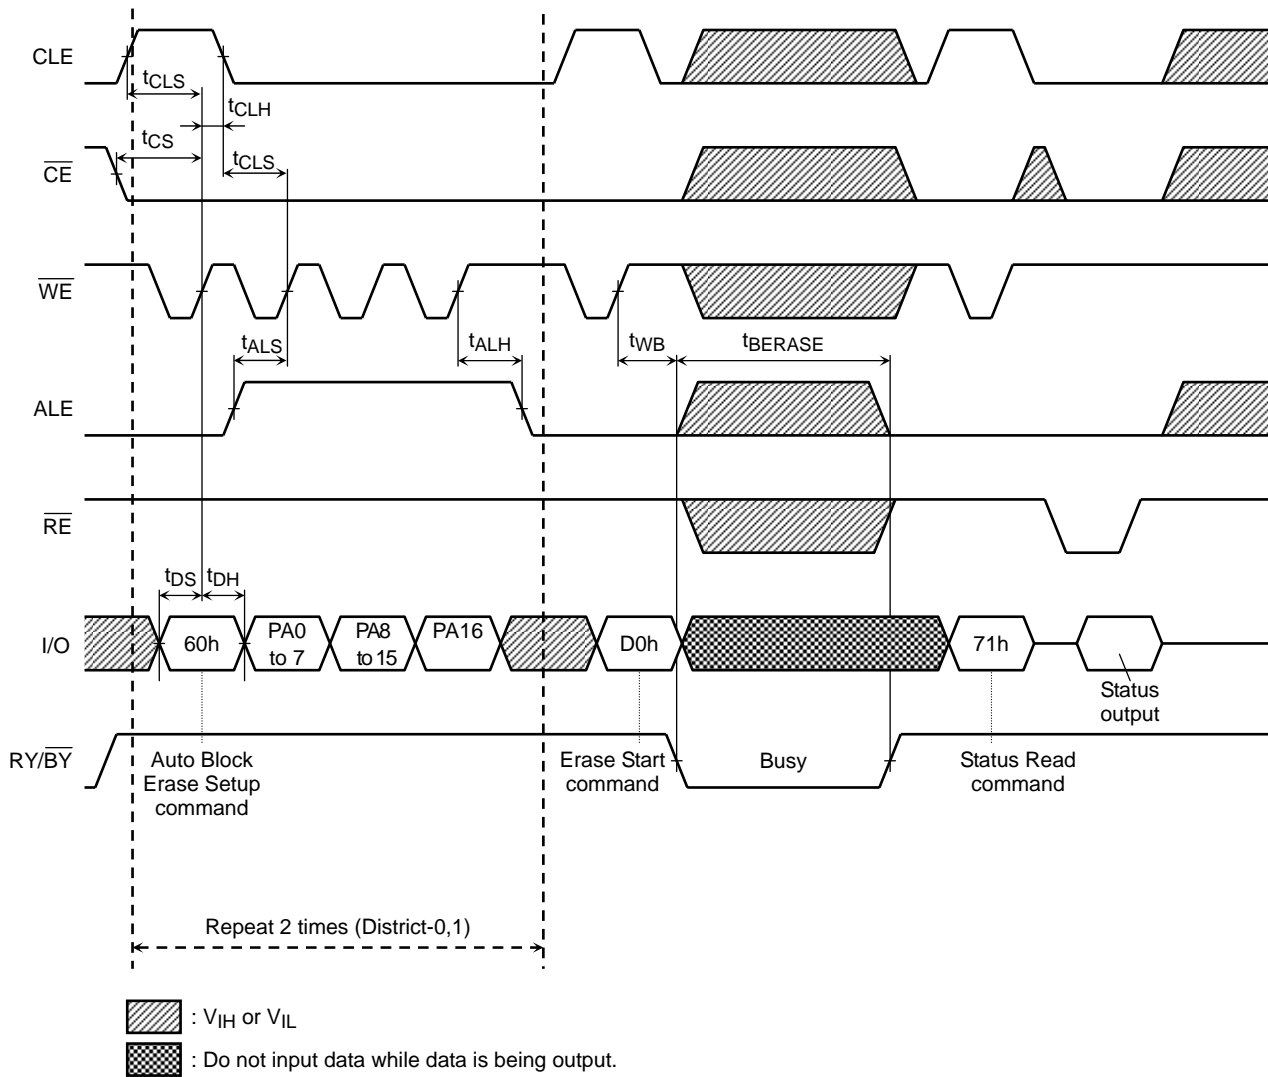 CLE
tCLS
tCLH
tCS
tCLS
CE
WE
tALS
tALH
tWB
tBERASE
ALE
RE
tDS
tDH
I/O
60h
PA0
to 7
PA8
to 15
PA16
D0h
71h
Status
output
RY/BY
Auto Block
Erase Setup
command
Erase Start
command
Busy
Status Read
command
Repeat 2 times (District-0,1)
: VIH or VIL
: Do not input data while data is being output.